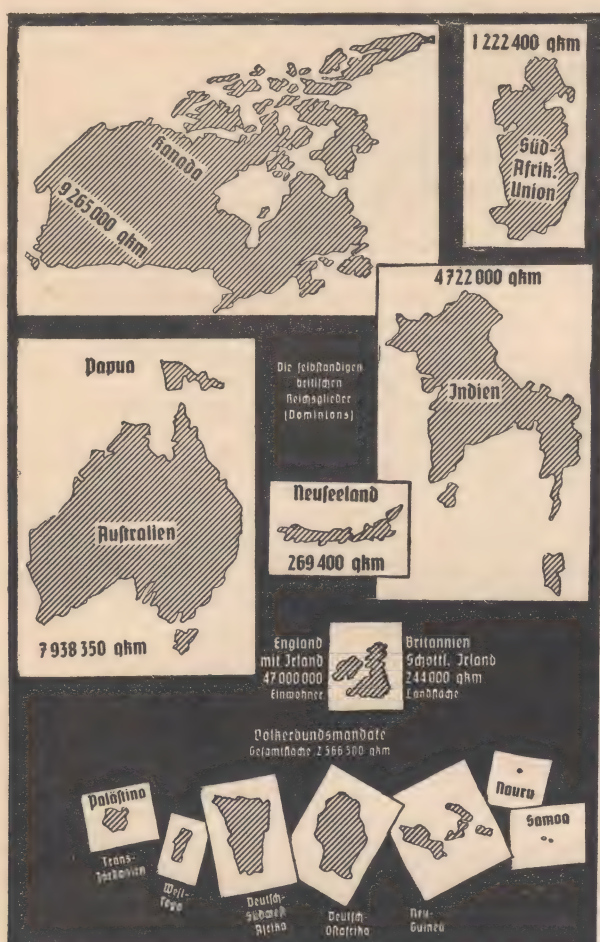 1 222 400 qkm
Süd-
Afrik.
Union
Kanada
9 265 000 qkm
4 722 000 qkm
Indien
Papua
Australien
7 938 350 qkm
Die ſelbſtändigen
britiſchen
Reichsglieder
(Dominions)
Neuſeeland
269 400 qkm
England
mit Irland
47 000 000
Einwohner
Britannien
Schottl. Irland
244 000 qkm
Landfläche
Völkerbundsmandate
Geſamtfläche 2 366 300 qkm
Paläſtina
Trans-
Jordanien
Weſt-
Togo
Deutſch-
Südweſt
Afrika
Deutſch-
Oſtafrika
Neu-
Guinea
Nauru
Samoa